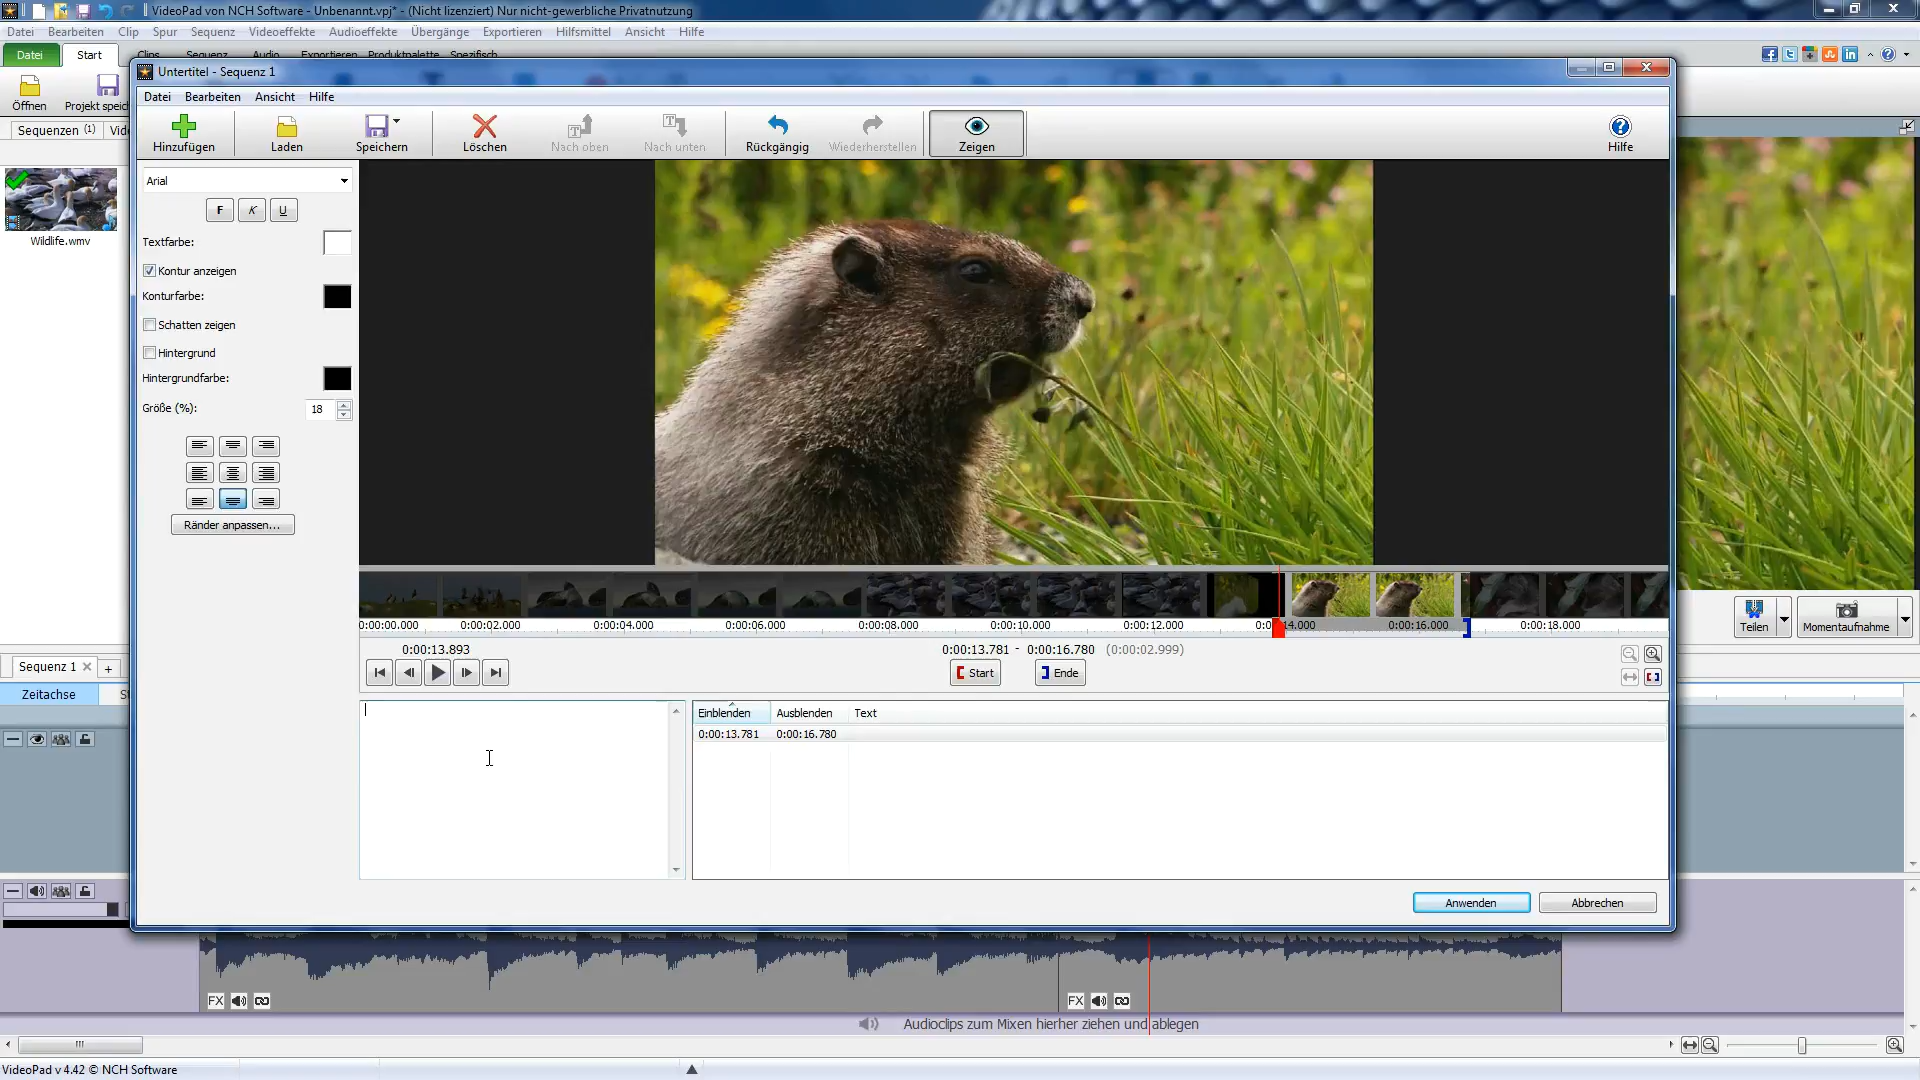 VideoPad von NCH Software - Unbenannt.vpj* - (Nicht lizenziert) Nur nicht-gewerbliche Privatnutzung
Datei Bearbeiten Clip Spur Sequenz Videoeffekte Audioeffekte Übergänge Exportieren Hilfsmittel Ansicht Hilfe
Datei Start Clips Sequenz Audio Exportieren Produktpalette Spezifisch
Öffnen Projekt speich
Sequenzen (1) Vid
Wildlife.wmv
Untertitel - Sequenz 1
Datei Bearbeiten Ansicht Hilfe
Hinzufügen Laden Speichern Löschen Nach oben Nach unten Rückgängig Wiederherstellen Zeigen Hilfe
Arial
F K U
Textfarbe:
Kontur anzeigen
Konturfarbe:
Schatten zeigen
Hintergrund
Hintergrundfarbe:
Größe (%): 18
Ränder anpassen...
0:00:00.000 0:00:02.000 0:00:04.000 0:00:06.000 0:00:08.000 0:00:10.000 0:00:12.000 0:00:14.000 0:00:16.000 0:00:18.000
0:00:13.893 0:00:13.781 - 0:00:16.780 (0:00:02.999)
Start Ende
Einblenden Ausblenden Text
0:00:13.781 0:00:16.780
Anwenden Abbrechen
Teilen Momentaufnahme
Sequenz 1
Zeitachse St
FX FX
Audioclips zum Mixen hierher ziehen und ablegen
VideoPad v 4.42 © NCH Software